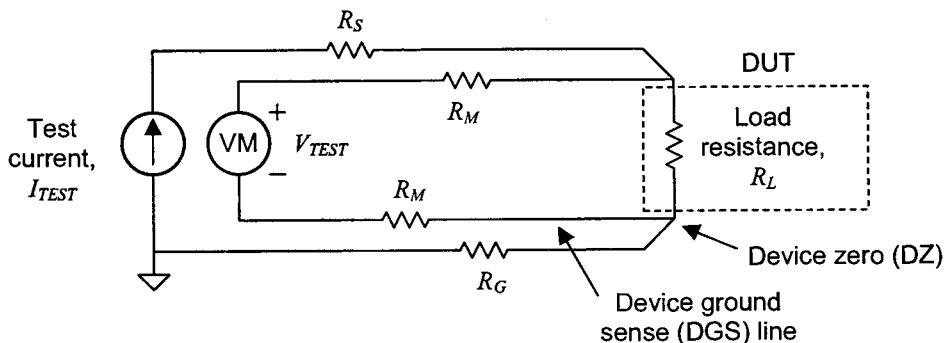 R_S
DUT
R_M
Test
current,
I_TEST
+
VM
V_TEST
–
Load
resistance,
R_L
R_M
Device zero (DZ)
R_G
Device ground
sense (DGS) line